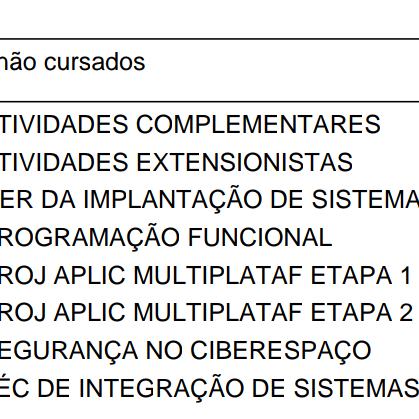 não cursados
TIVIDADES COMPLEMENTARES
TIVIDADES EXTENSIONISTAS
ER DA IMPLANTAÇÃO DE SISTEMA
ROGRAMAÇÃO FUNCIONAL
ROJ APLIC MULTIPLATAF ETAPA 1
ROJ APLIC MULTIPLATAF ETAPA 2
EGURANÇA NO CIBERESPAÇO
ÉC DE INTEGRAÇÃO DE SISTEMAS